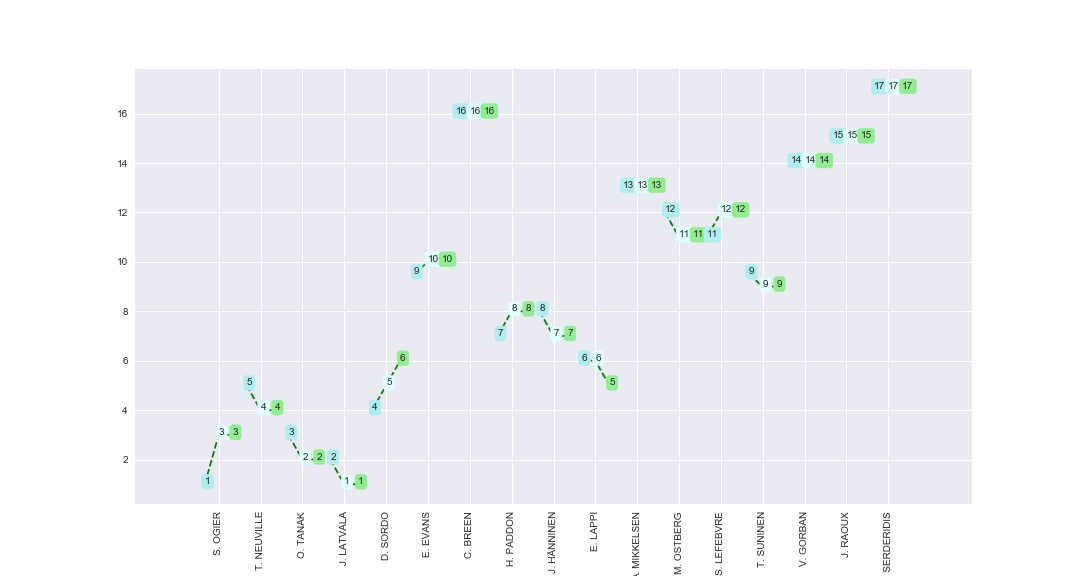 16
14
12
10
8
6
4
2
17 17 17
16 16 16
15 15 15
14 14 14
13 13 13
12 12 12
11 11 11
9 10 10
9 9 9
7 8 8
8 7 7
6 6 5
4 5 6
5 4 4
1 3 3
3 2 2
2 1 1
S. OGIER
T. NEUVILLE
O. TANAK
J. LATVALA
D. SORDO
E. EVANS
C. BREEN
H. PADDON
J. HANNINEN
E. LAPPI
MIKKELSEN
M. OSTBERG
S. LEFEBVRE
T. SUNINEN
V. GORBAN
J. RAOUX
SERDERIDIS